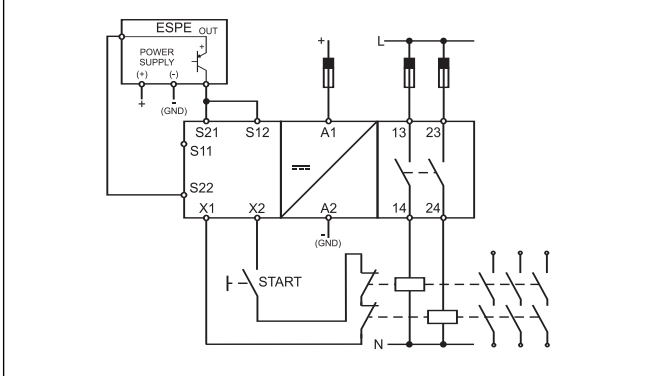 ESPE OUT
+
POWER
SUPPLY
(+) (-)
+ -
(GND)
+
L
S21 S12 A1 13 23
S11
S22
X1 X2 A2 14 24
-
(GND)
START
N